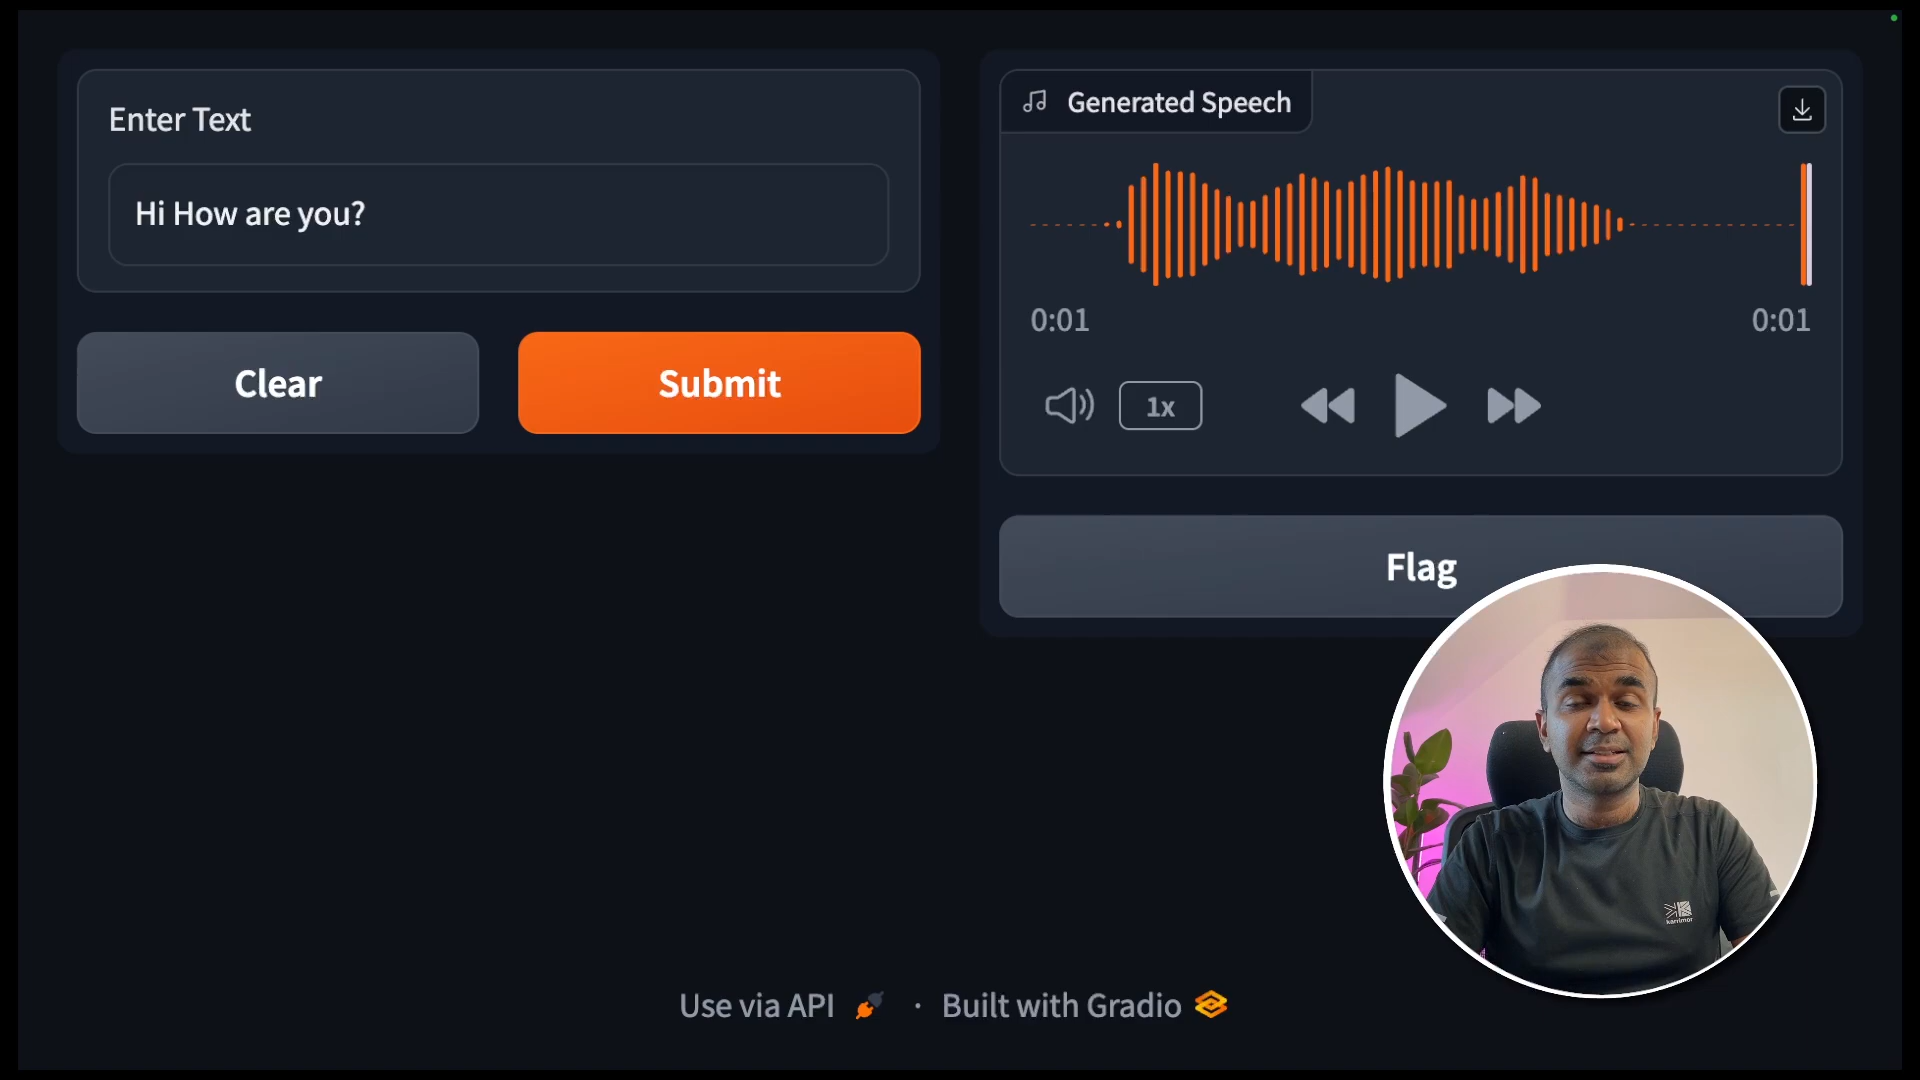 Enter Text
Hi How are you?
Clear
Submit
Generated Speech
0:01
0:01
1x
Flag
karrimor
Use via API · Built with Gradio